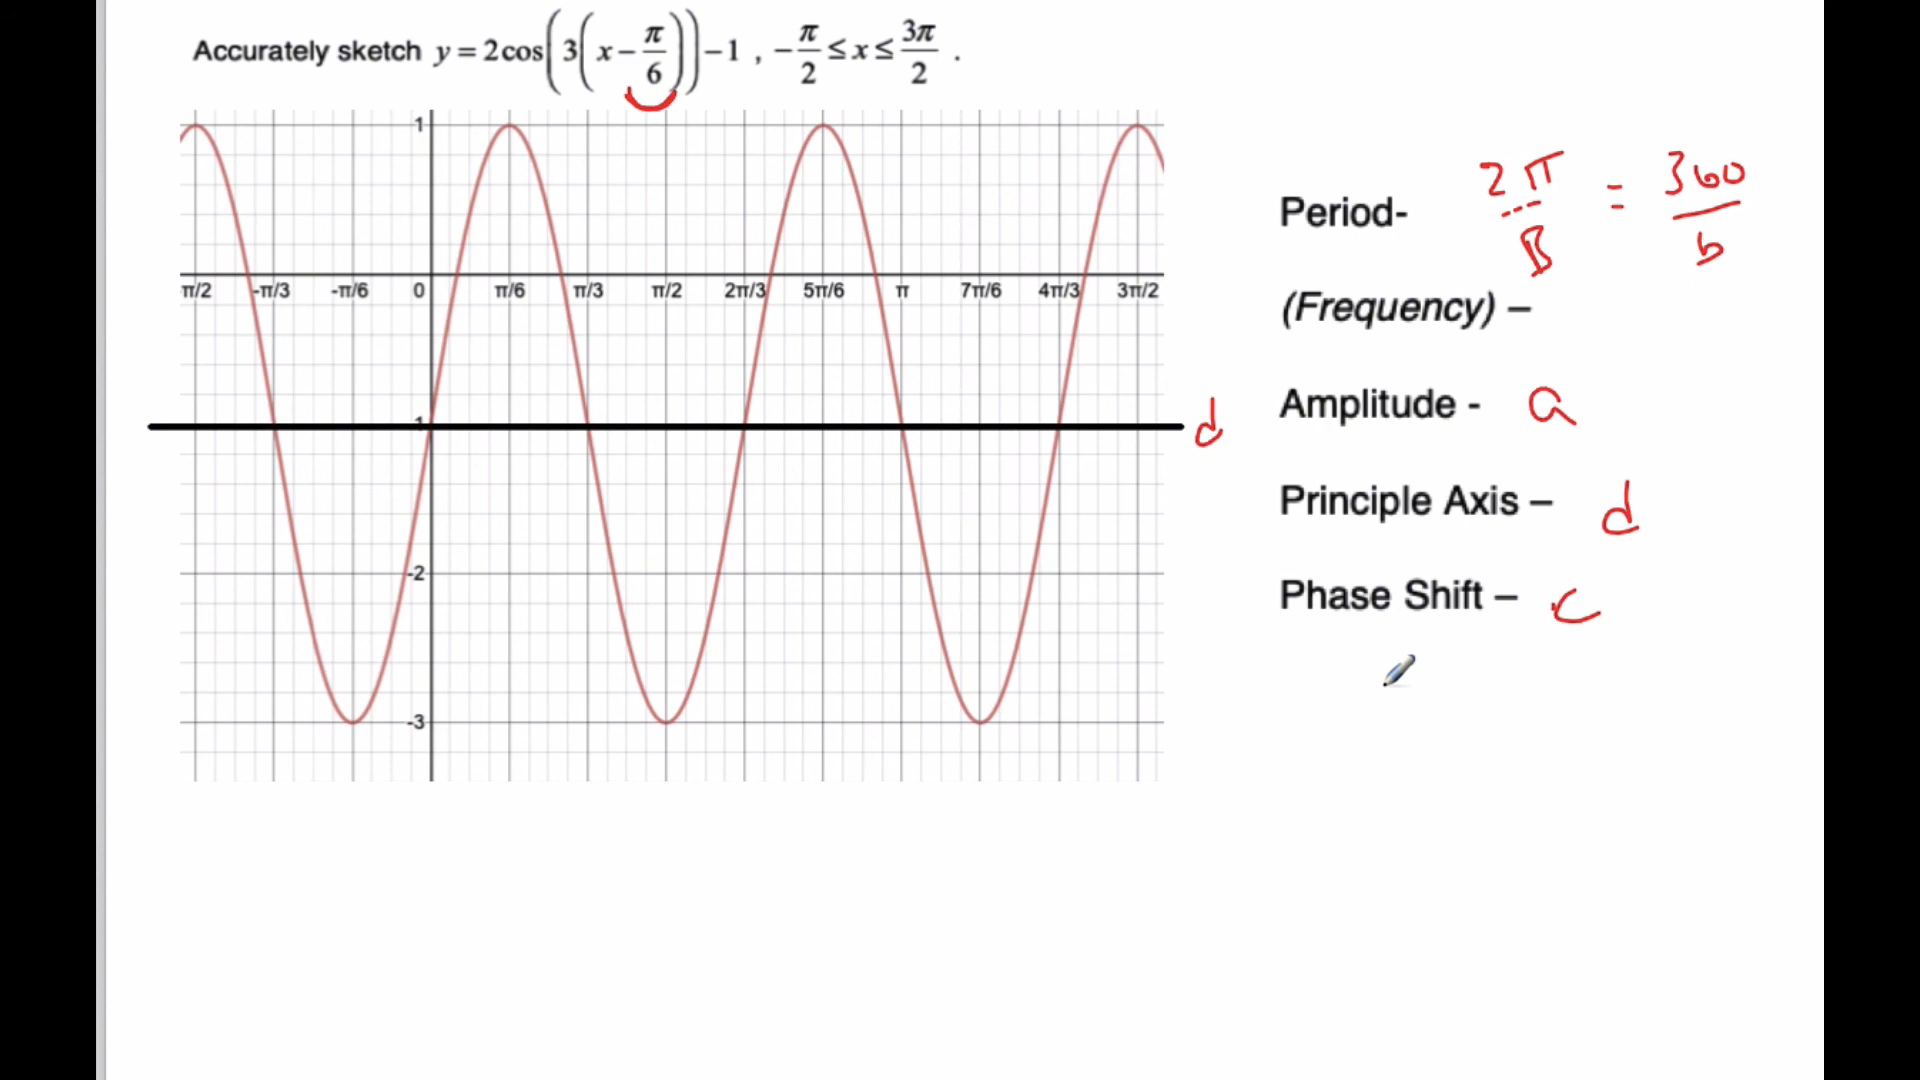 Accurately sketch y = 2cos(3(x − π/6)) − 1 , −π/2 ≤ x ≤ 3π/2 .
1
π/2 -π/3 -π/6 0 π/6 π/3 π/2 2π/3 5π/6 π 7π/6 4π/3 3π/2
d
-2
-3
Period- 2π/B = 360/b
(Frequency) –
Amplitude - a
Principle Axis – d
Phase Shift – c